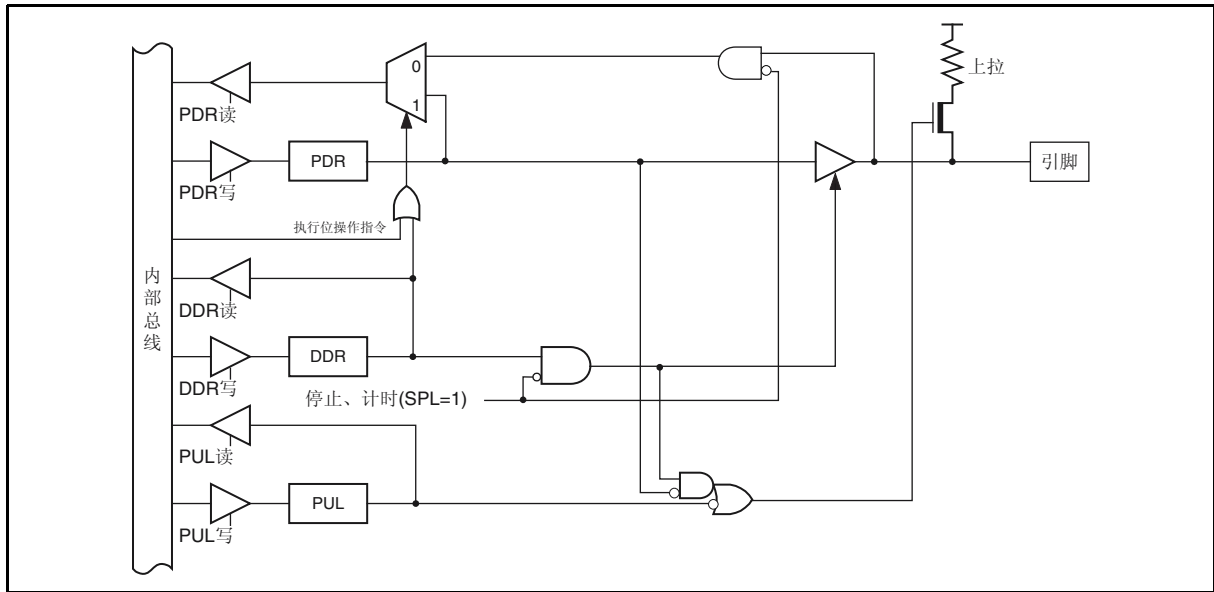 0
上拉
PDR读
1
PDR
引脚
PDR写
执行位操作指令
内部总线
DDR读
DDR
DDR写
停止、计时(SPL=1)
PUL读
PUL
PUL写